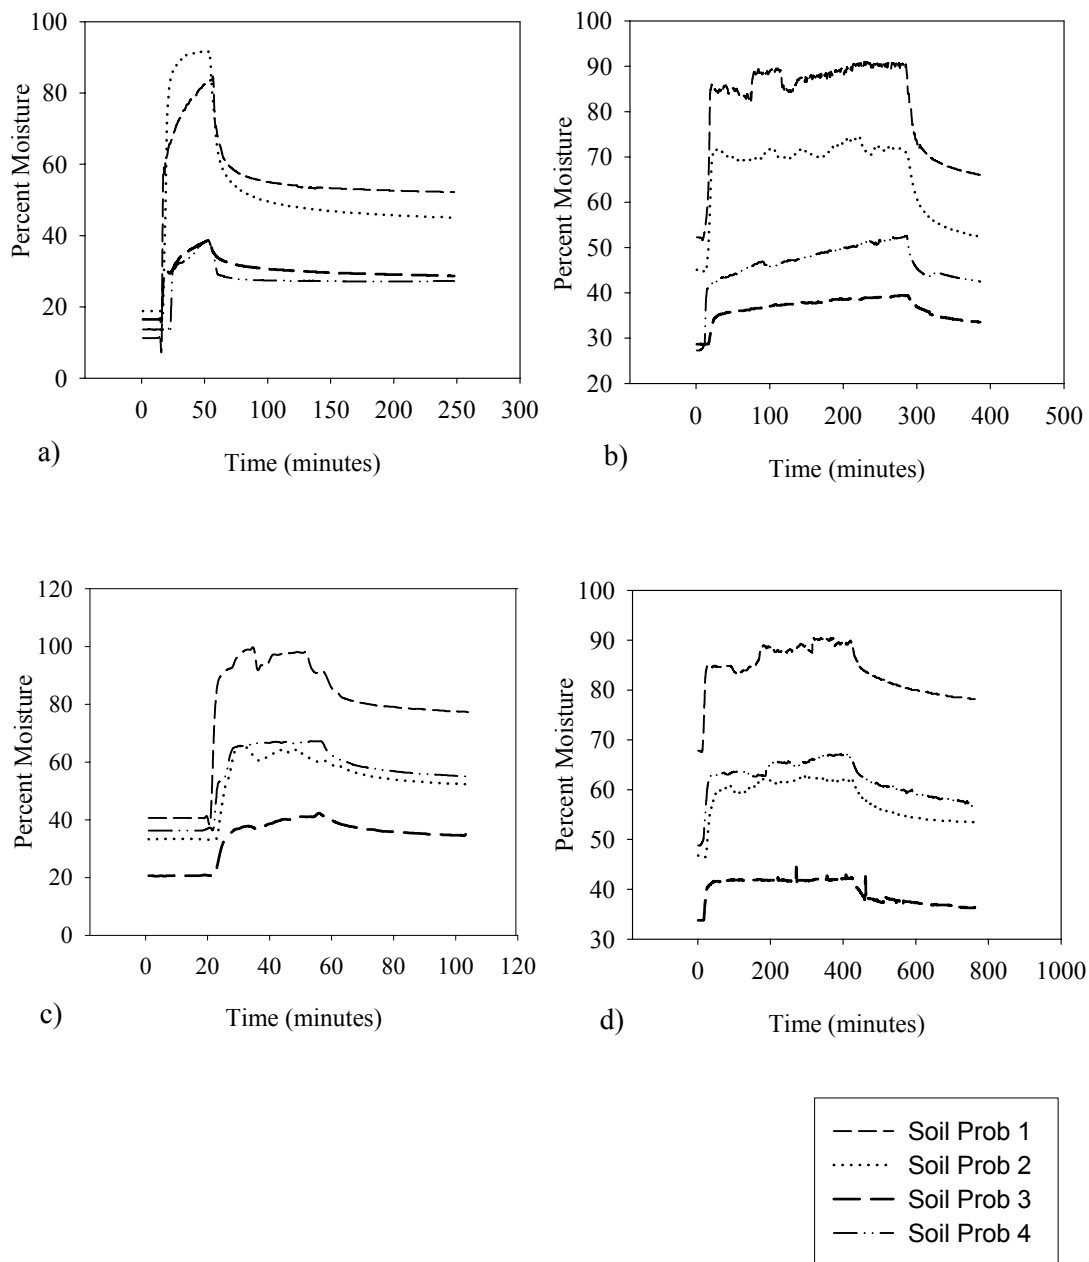 100
80
60
40
20
0
Percent Moisture
0 50 100 150 200 250 300
Time (minutes)
a)
100
90
80
70
60
50
40
30
20
Percent Moisture
0 100 200 300 400 500
Time (minutes)
b)
120
100
80
60
40
20
0
Percent Moisture
0 20 40 60 80 100 120
Time (minutes)
c)
100
90
80
70
60
50
40
30
Percent Moisture
0 200 400 600 800 1000
Time (minutes)
d)
Soil Prob 1
Soil Prob 2
Soil Prob 3
Soil Prob 4